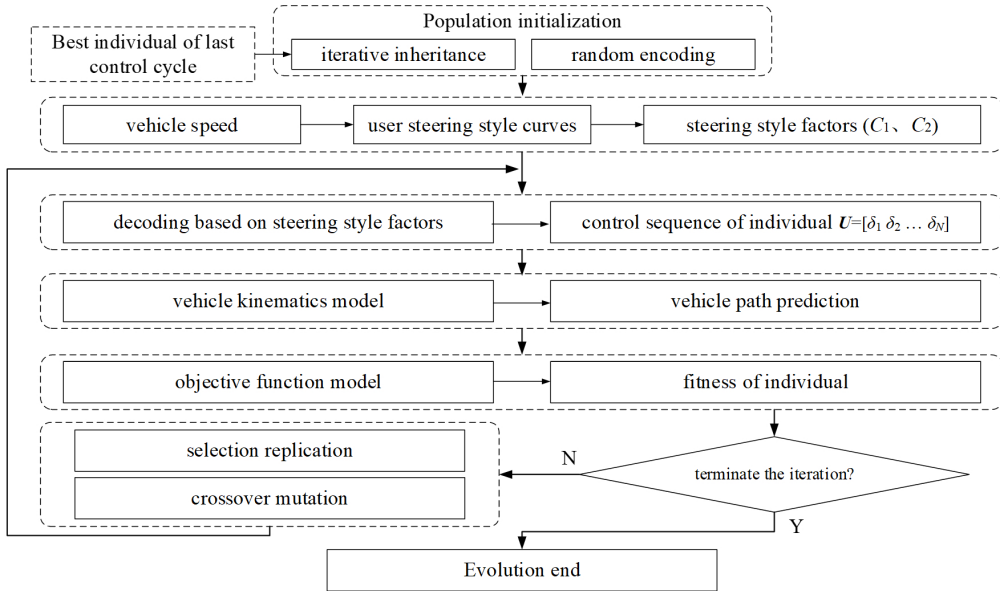 Population initialization
Best individual of last
control cycle
iterative inheritance
random encoding
vehicle speed
user steering style curves
steering style factors (C₁、C₂)
decoding based on steering style factors
control sequence of individual U=[δ₁ δ₂ … δN]
vehicle kinematics model
vehicle path prediction
objective function model
fitness of individual
selection replication
N
terminate the iteration?
crossover mutation
Y
Evolution end